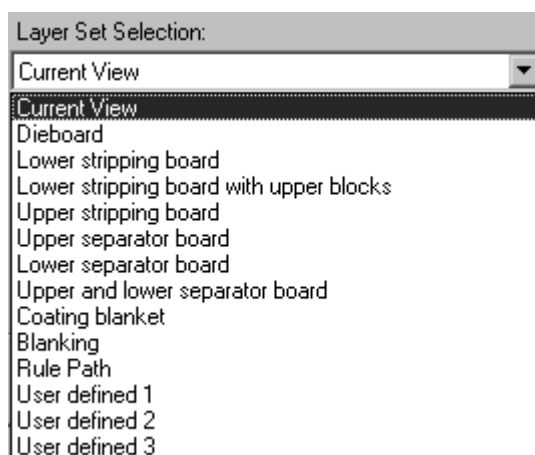 Layer Set Selection:
Current View
Current View
Dieboard
Lower stripping board
Lower stripping board with upper blocks
Upper stripping board
Upper separator board
Lower separator board
Upper and lower separator board
Coating blanket
Blanking
Rule Path
User defined 1
User defined 2
User defined 3